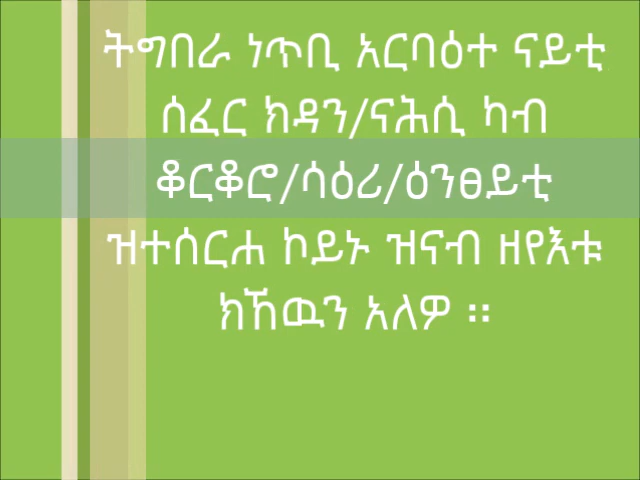 ትግበራ ነጥቢ አርባዕተ ናይቲ
ሰፈር ክዳን/ናሕሲ ካብ
ቆርቆሮ/ሳዕሪ/ዕንፀይቲ
ዝተሰርሐ ኮይኑ ዝናብ ዘየእቱ
ክኸዉን አለዎ ፡፡